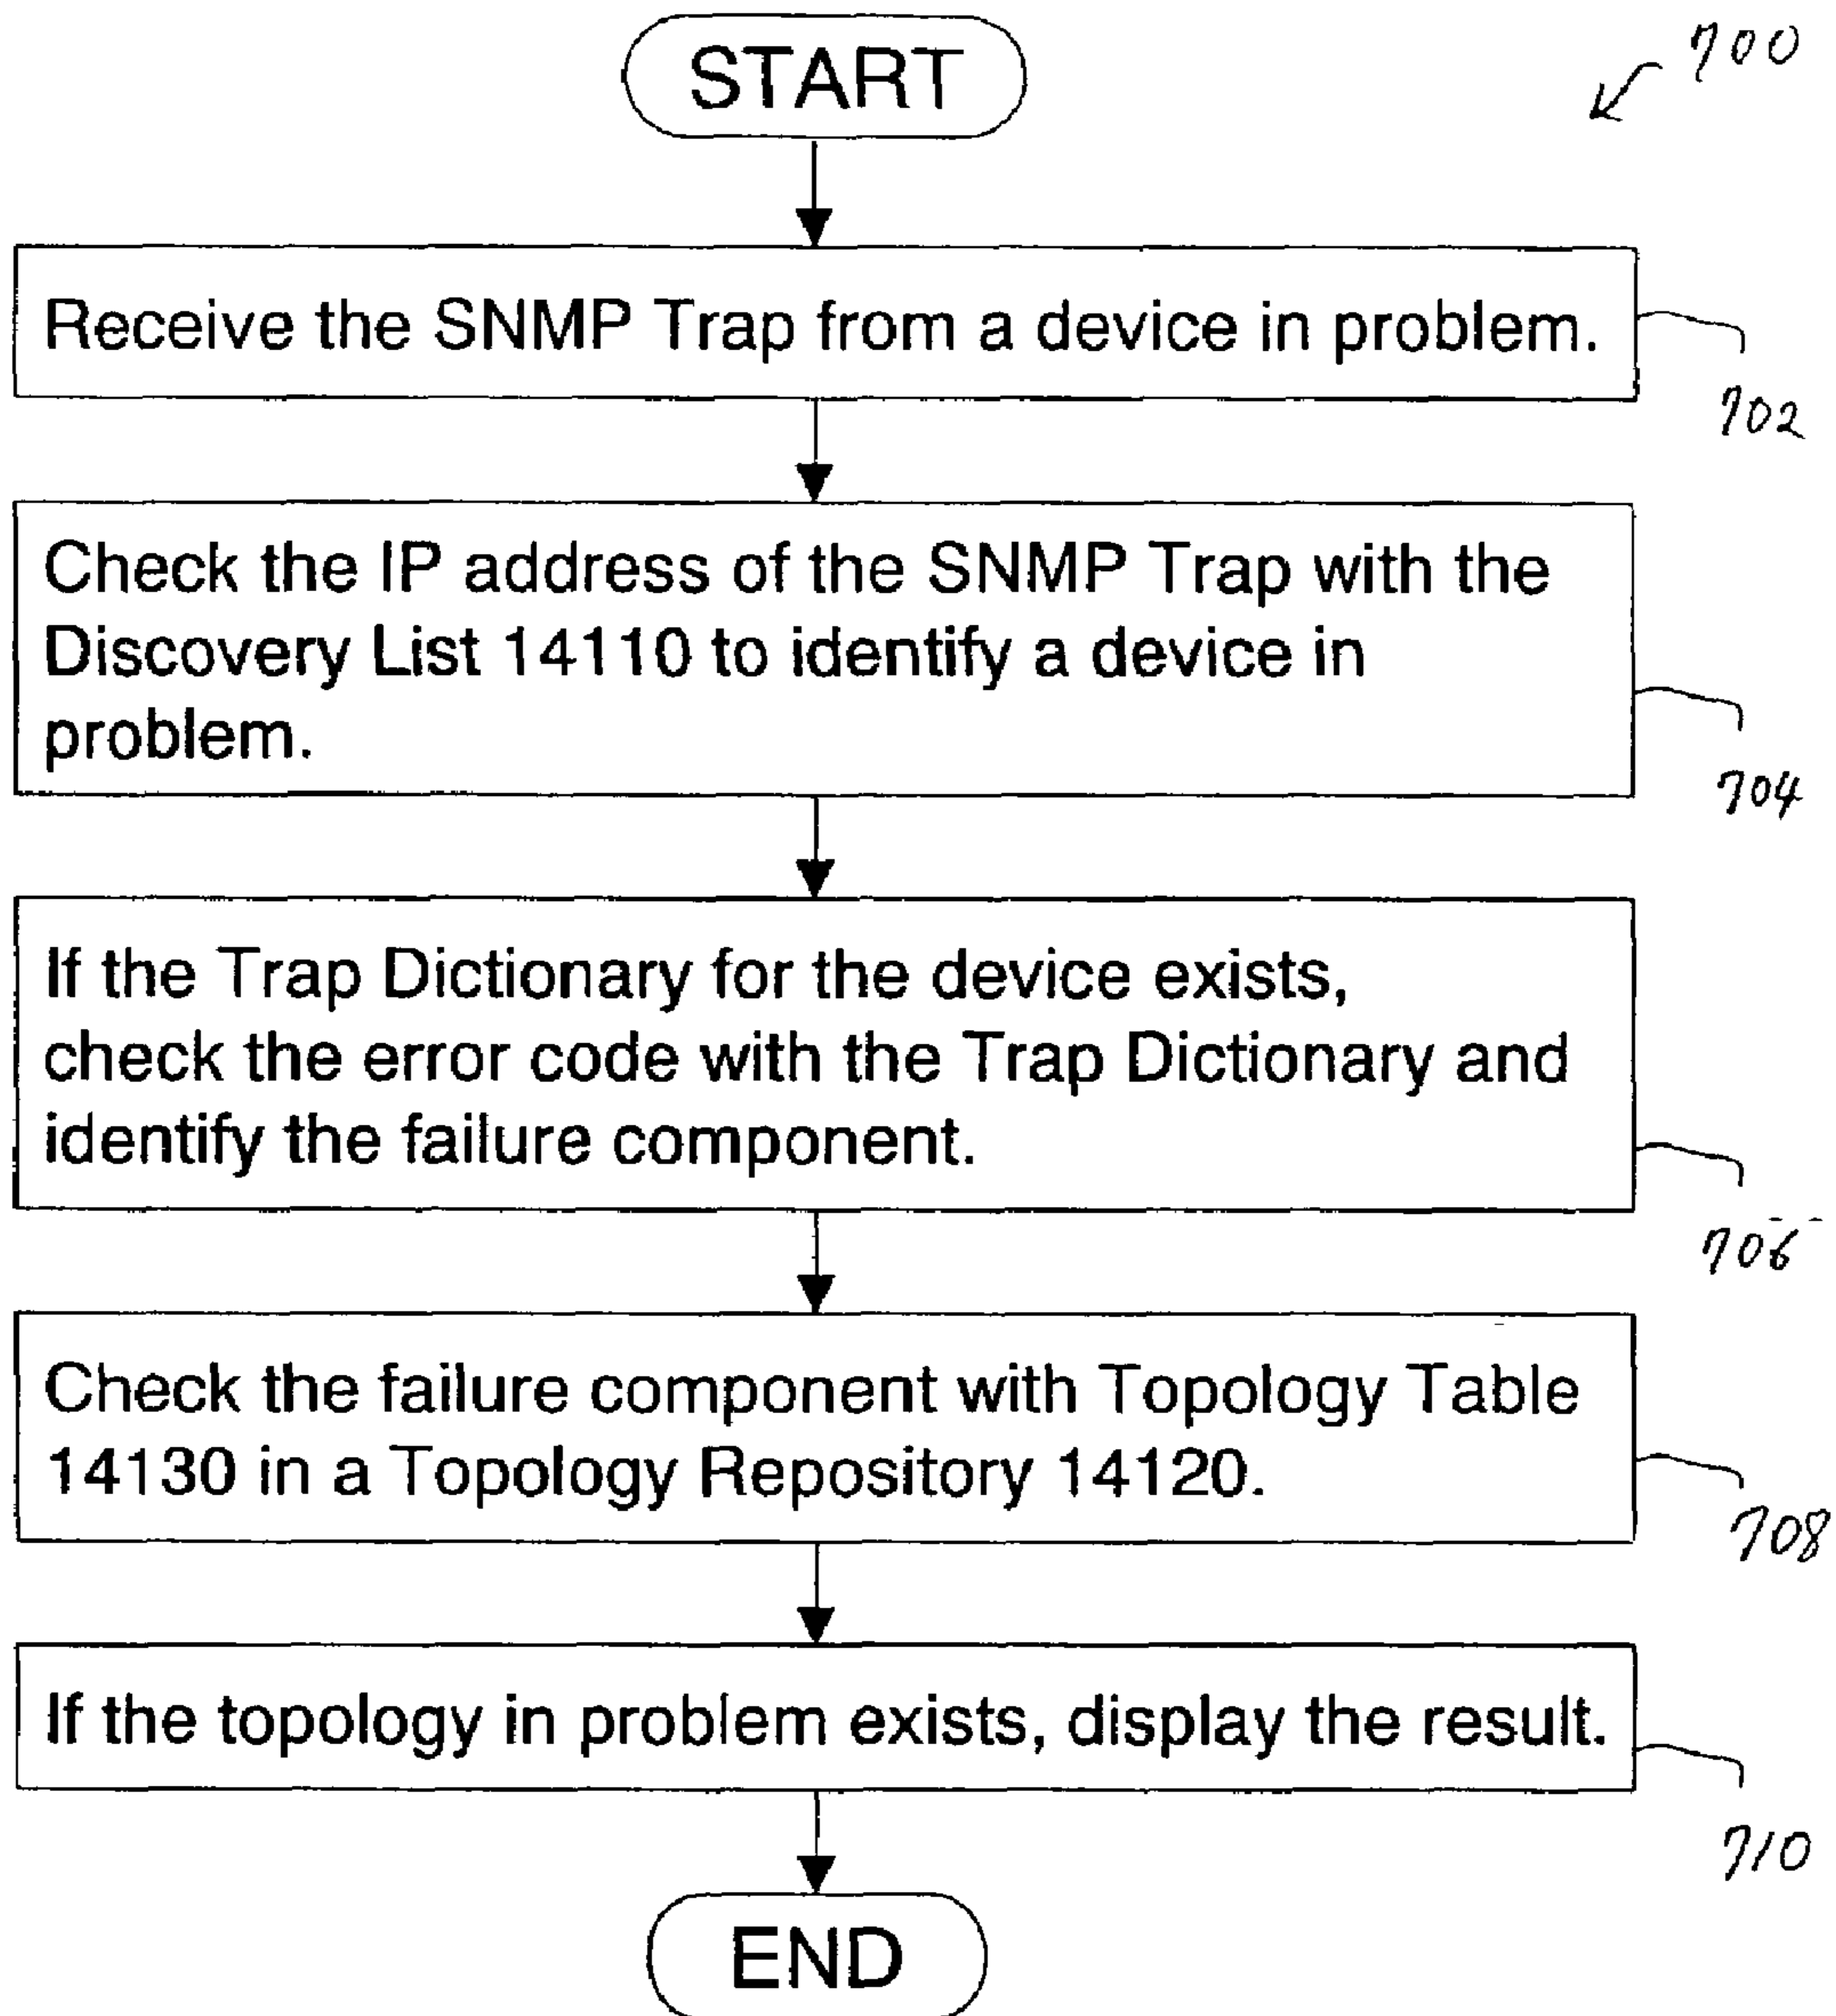 START
700
Receive the SNMP Trap from a device in problem.
702
Check the IP address of the SNMP Trap with the
Discovery List 14110 to identify a device in
problem.
704
If the Trap Dictionary for the device exists,
check the error code with the Trap Dictionary and
identify the failure component.
706
Check the failure component with Topology Table
14130 in a Topology Repository 14120.
708
If the topology in problem exists, display the result.
710
END